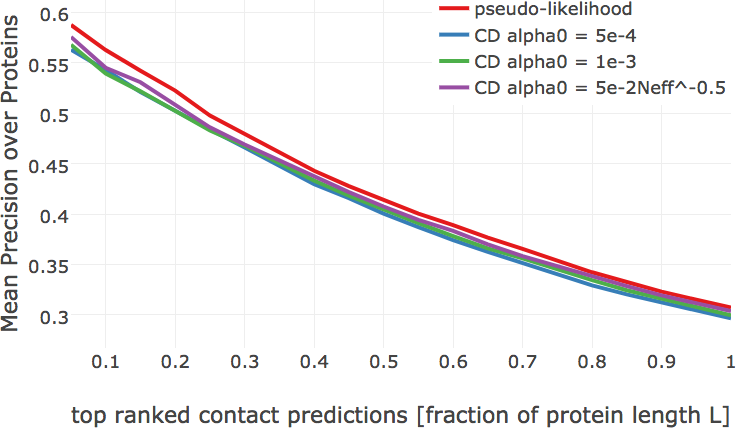 pseudo-likelihood
CD alpha0 = 5e-4
CD alpha0 = 1e-3
CD alpha0 = 5e-2Neff^-0.5
Mean Precision over Proteins
0.6
0.55
0.5
0.45
0.4
0.35
0.3
0.1 0.2 0.3 0.4 0.5 0.6 0.7 0.8 0.9 1
top ranked contact predictions [fraction of protein length L]